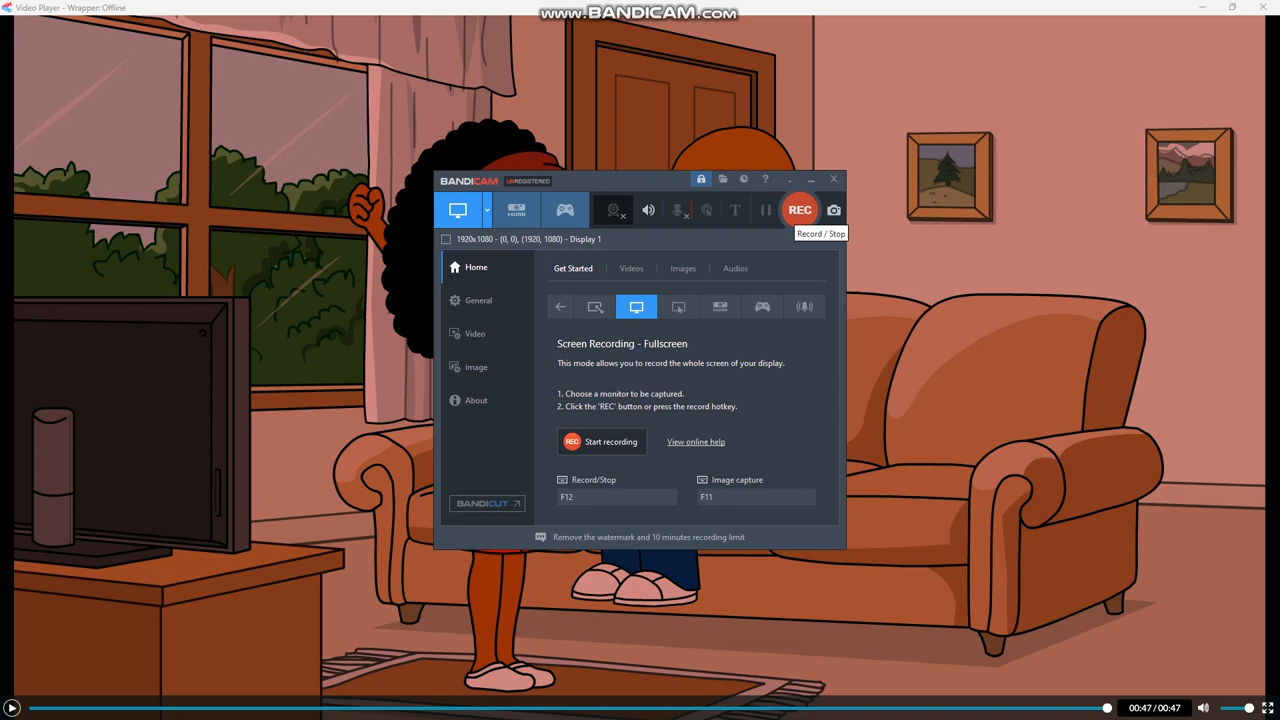 Video Player - Wrapper: Offline
www.BANDICAM.com
BANDICAM UNREGISTERED
?
HDMI
T
REC
Record / Stop
1920x1080 - (0, 0), (1920, 1080) - Display 1
Home
General
Video
Image
About
BANDICUT
Get Started
Videos
Images
Audios
Screen Recording - Fullscreen
This mode allows you to record the whole screen of your display.
1. Choose a monitor to be captured.
2. Click the 'REC' button or press the record hotkey.
REC Start recording
View online help
Record/Stop
Image capture
F12
F11
Remove the watermark and 10 minutes recording limit
00:47 / 00:47